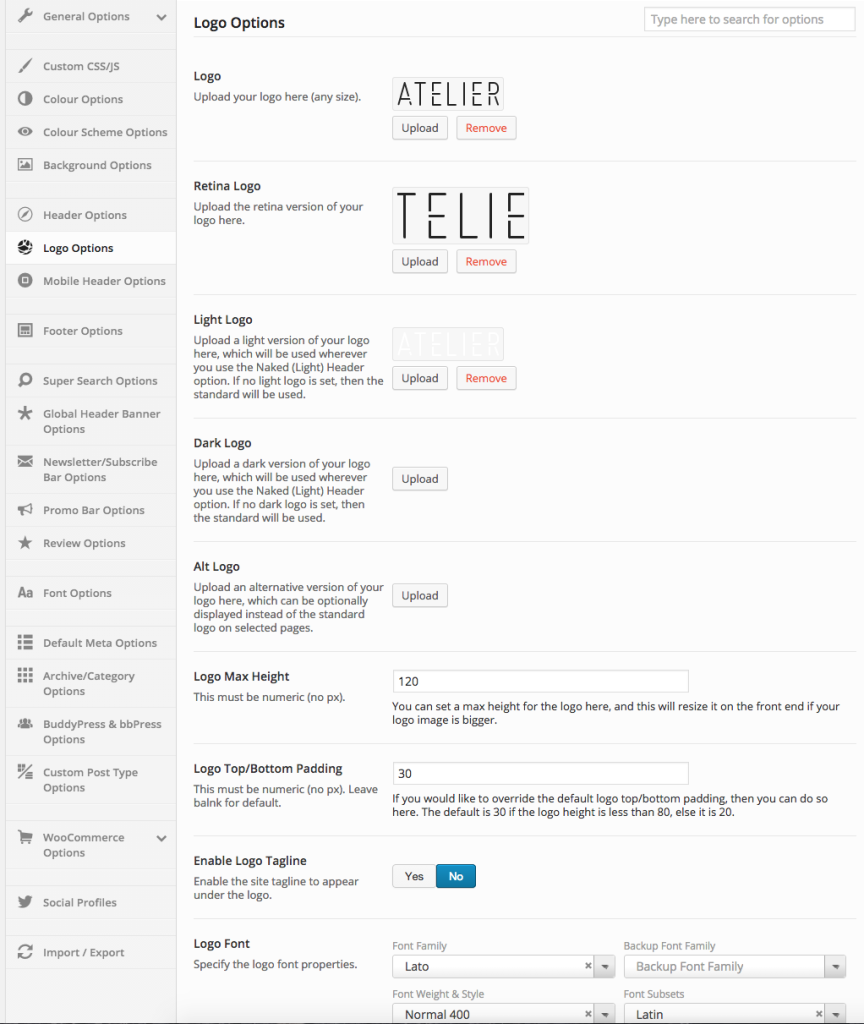 General Options
Custom CSS/JS
Colour Options
Colour Scheme Options
Background Options
Header Options
Logo Options
Mobile Header Options
Footer Options
Super Search Options
Global Header Banner
Options
Newsletter/Subscribe
Bar Options
Promo Bar Options
Review Options
Aa Font Options
Default Meta Options
Archive/Category
Options
BuddyPress & bbPress
Options
Custom Post Type
Options
WooCommerce
Options
Social Profiles
Import / Export
Logo Options
Type here to search for options
Logo
Upload your logo here (any size).
ATELIER
Upload Remove
Retina Logo
Upload the retina version of your
logo here.
TELIE
Upload Remove
Light Logo
Upload a light version of your logo
here, which will be used wherever
you use the Naked (Light) Header
option. If no light logo is set, then the
standard will be used.
ATELIER
Upload Remove
Dark Logo
Upload a dark version of your logo
here, which will be used wherever
you use the Naked (Light) Header
option. If no dark logo is set, then
the standard will be used.
Upload
Alt Logo
Upload an alternative version of your
logo here, which can be optionally
displayed instead of the standard
logo on selected pages.
Upload
Logo Max Height
This must be numeric (no px).
120
You can set a max height for the logo here, and this will resize it on the front end if your
logo image is bigger.
Logo Top/Bottom Padding
This must be numeric (no px). Leave
balnk for default.
30
If you would like to override the default logo top/bottom padding, then you can do so
here. The default is 30 if the logo height is less than 80, else it is 20.
Enable Logo Tagline
Enable the site tagline to appear
under the logo.
Yes No
Logo Font
Specify the logo font properties.
Font Family
Lato
Backup Font Family
Backup Font Family
Font Weight & Style
Normal 400
Font Subsets
Latin